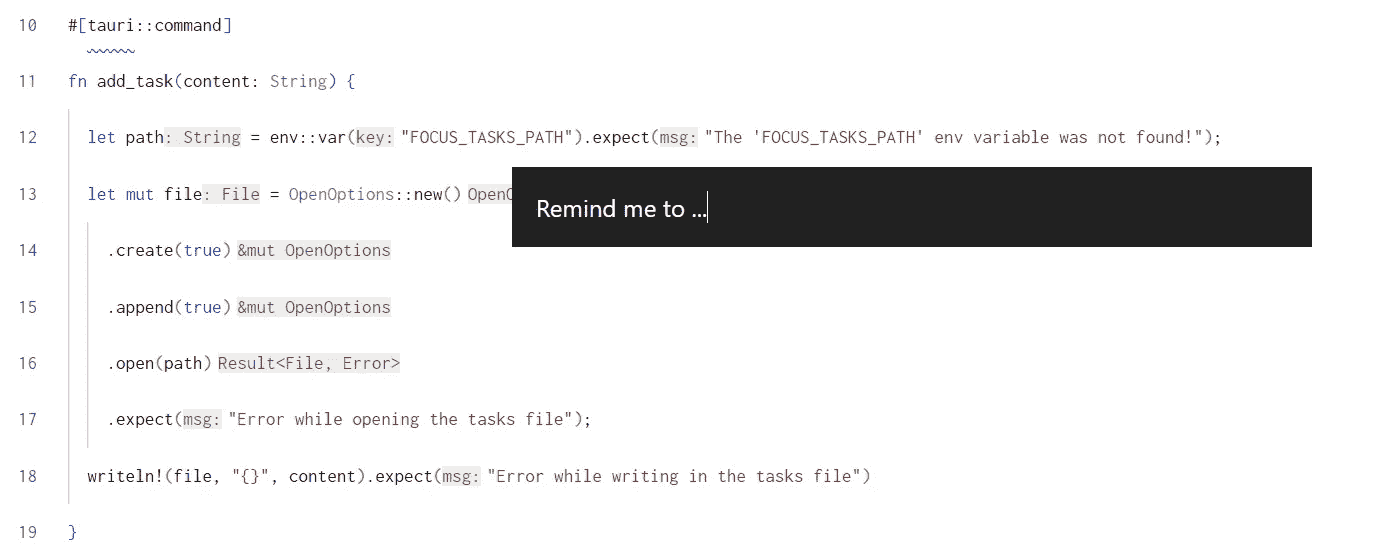 10 #[tauri::command]
11 fn add_task(content: String) {
12 let path: String = env::var(key: "FOCUS_TASKS_PATH").expect(msg: "The 'FOCUS_TASKS_PATH' env variable was not found!");
13 let mut file: File = OpenOptions::new() OpenO
Remind me to ...
14 .create(true) &mut OpenOptions
15 .append(true) &mut OpenOptions
16 .open(path) Result<File, Error>
17 .expect(msg: "Error while opening the tasks file");
18 writeln!(file, "{}", content).expect(msg: "Error while writing in the tasks file")
19 }